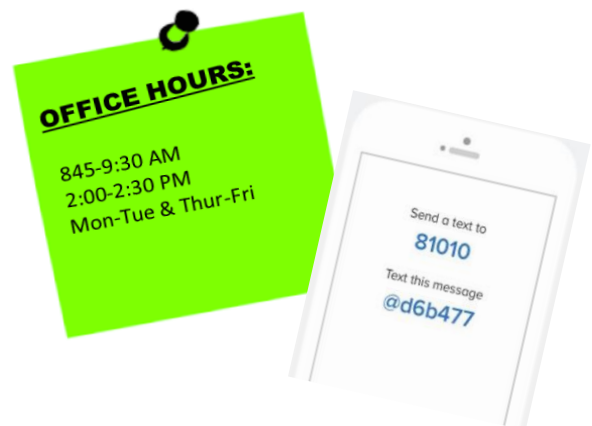 OFFICE HOURS:
845-9:30 AM
2:00-2:30 PM
Mon-Tue & Thur-Fri
Send a text to
81010
Text this message
@d6b477